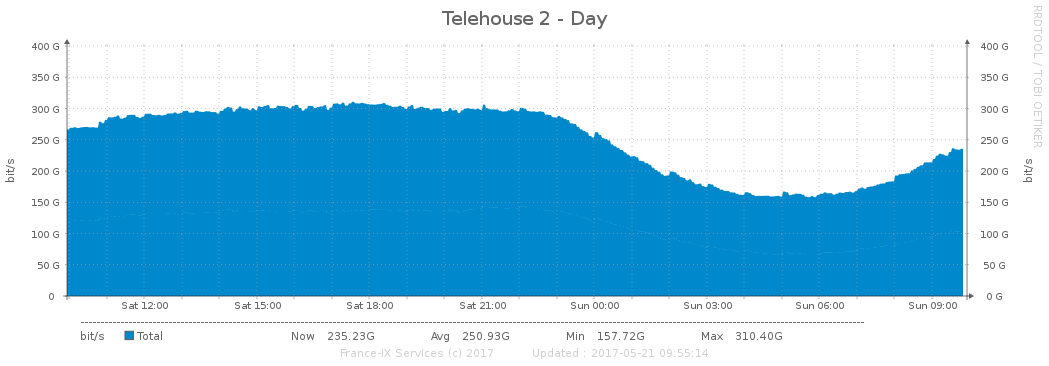 Telehouse 2 - Day
RRDTOOL / TOBI OETIKER
bit/s
400 G
350 G
300 G
250 G
200 G
150 G
100 G
50 G
0
400 G
350 G
300 G
250 G
200 G
150 G
100 G
50 G
0 G
bit/s
Sat 12:00 Sat 15:00 Sat 18:00 Sat 21:00 Sun 00:00 Sun 03:00 Sun 06:00 Sun 09:00
bit/s Total Now 235.23G Avg 250.93G Min 157.72G Max 310.40G
France-IX Services (c) 2017 Updated : 2017-05-21 09:55:14